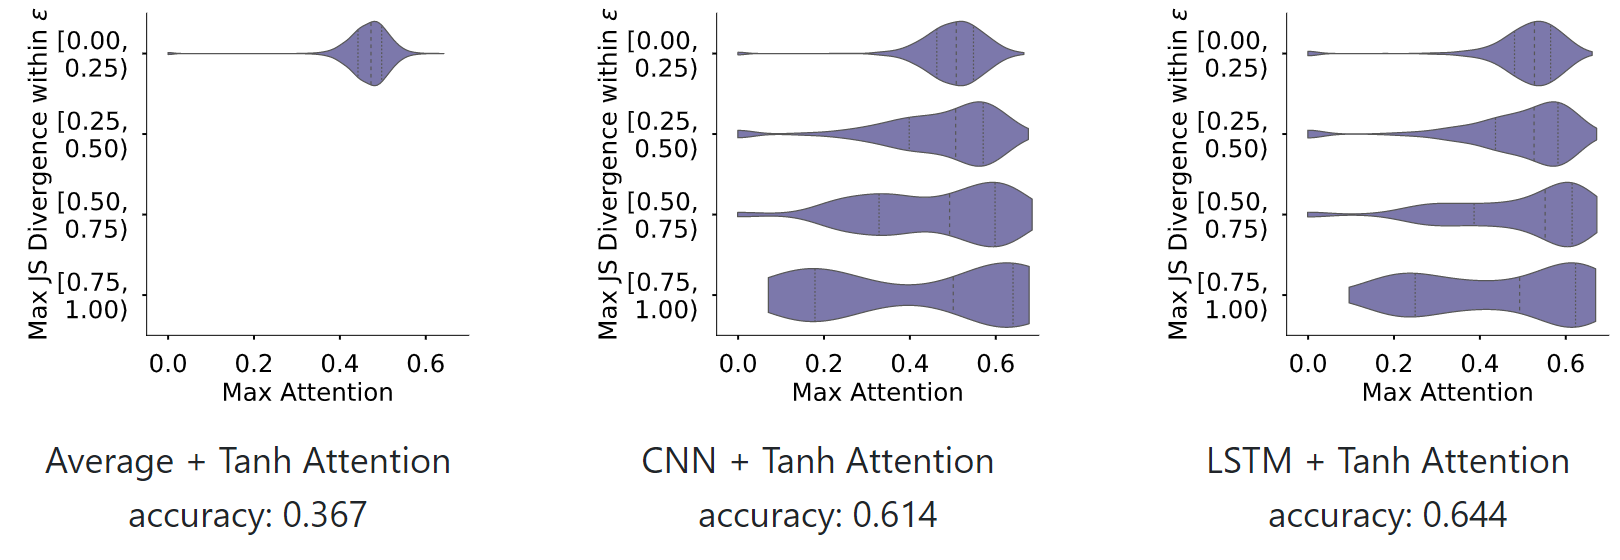 Max JS Divergence within ε
[0.00,
0.25)
[0.25,
0.50)
[0.50,
0.75)
[0.75,
1.00)
0.0 0.2 0.4 0.6
Max Attention
Average + Tanh Attention
accuracy: 0.367
Max JS Divergence within ε
[0.00,
0.25)
[0.25,
0.50)
[0.50,
0.75)
[0.75,
1.00)
0.0 0.2 0.4 0.6
Max Attention
CNN + Tanh Attention
accuracy: 0.614
Max JS Divergence within ε
[0.00,
0.25)
[0.25,
0.50)
[0.50,
0.75)
[0.75,
1.00)
0.0 0.2 0.4 0.6
Max Attention
LSTM + Tanh Attention
accuracy: 0.644